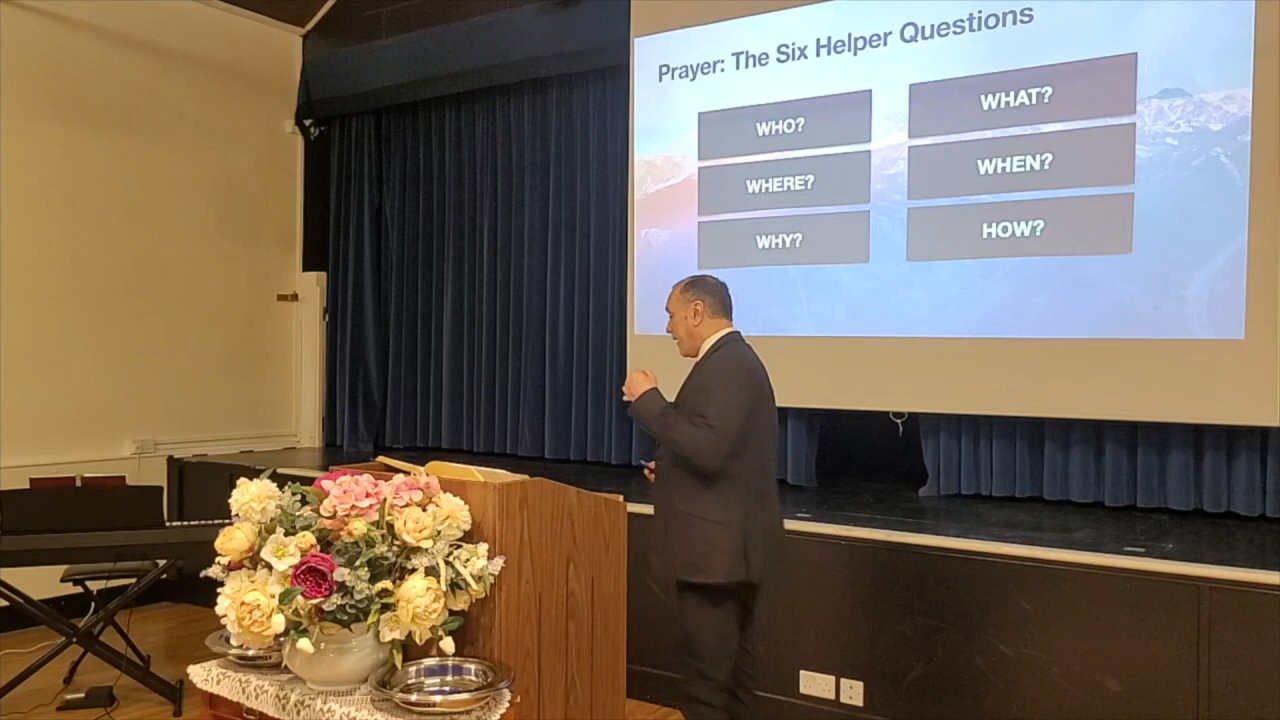 Prayer: The Six Helper Questions
WHO?
WHAT?
WHERE?
WHEN?
WHY?
HOW?